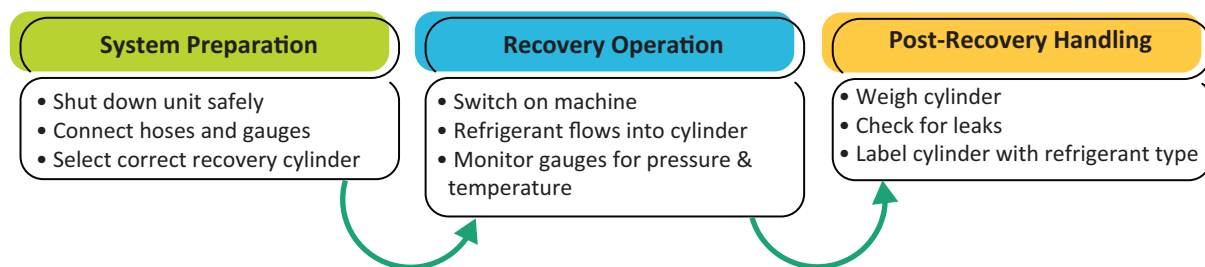 System Preparation
• Shut down unit safely
• Connect hoses and gauges
• Select correct recovery cylinder
Recovery Operation
• Switch on machine
• Refrigerant flows into cylinder
• Monitor gauges for pressure &
temperature
Post-Recovery Handling
• Weigh cylinder
• Check for leaks
• Label cylinder with refrigerant type